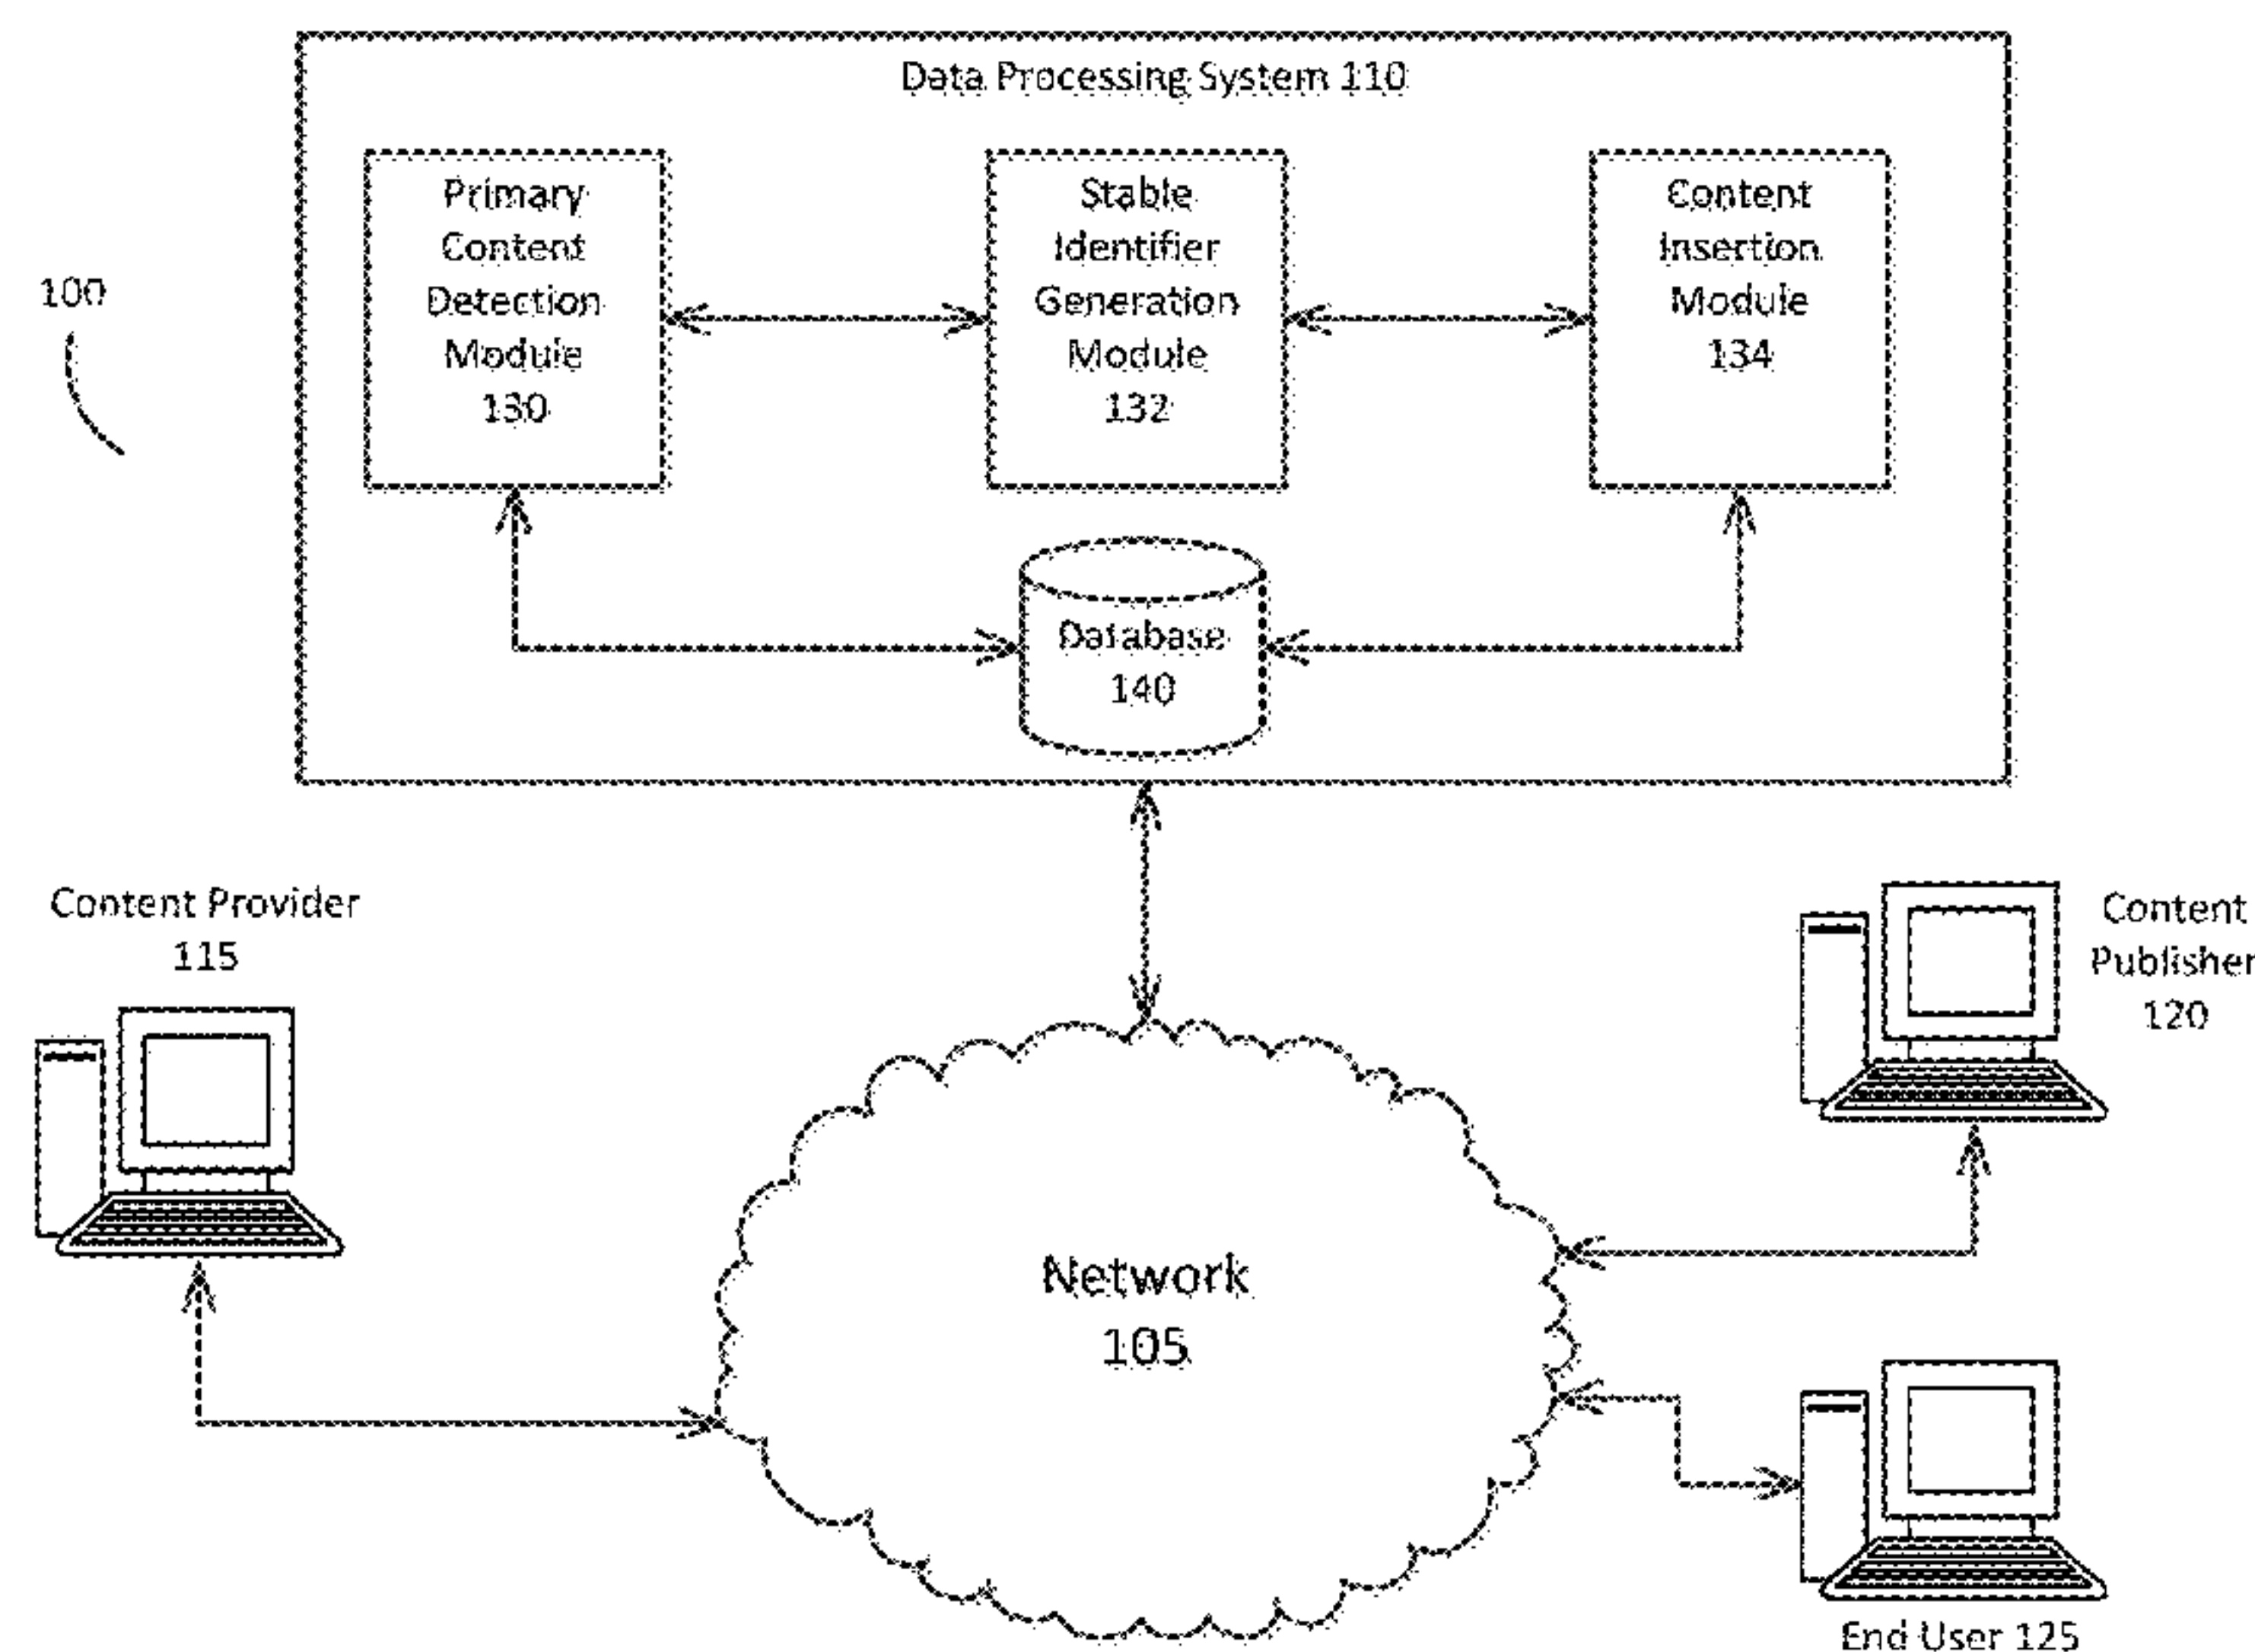 Data Processing System 110
Primary
Content
Detection
Module
130
Stable
Identifier
Generation
Module
132
Content
Insertion
Module
134
100
Database
140
Content Provider
115
Content
Publisher
120
Network
105
End User 125